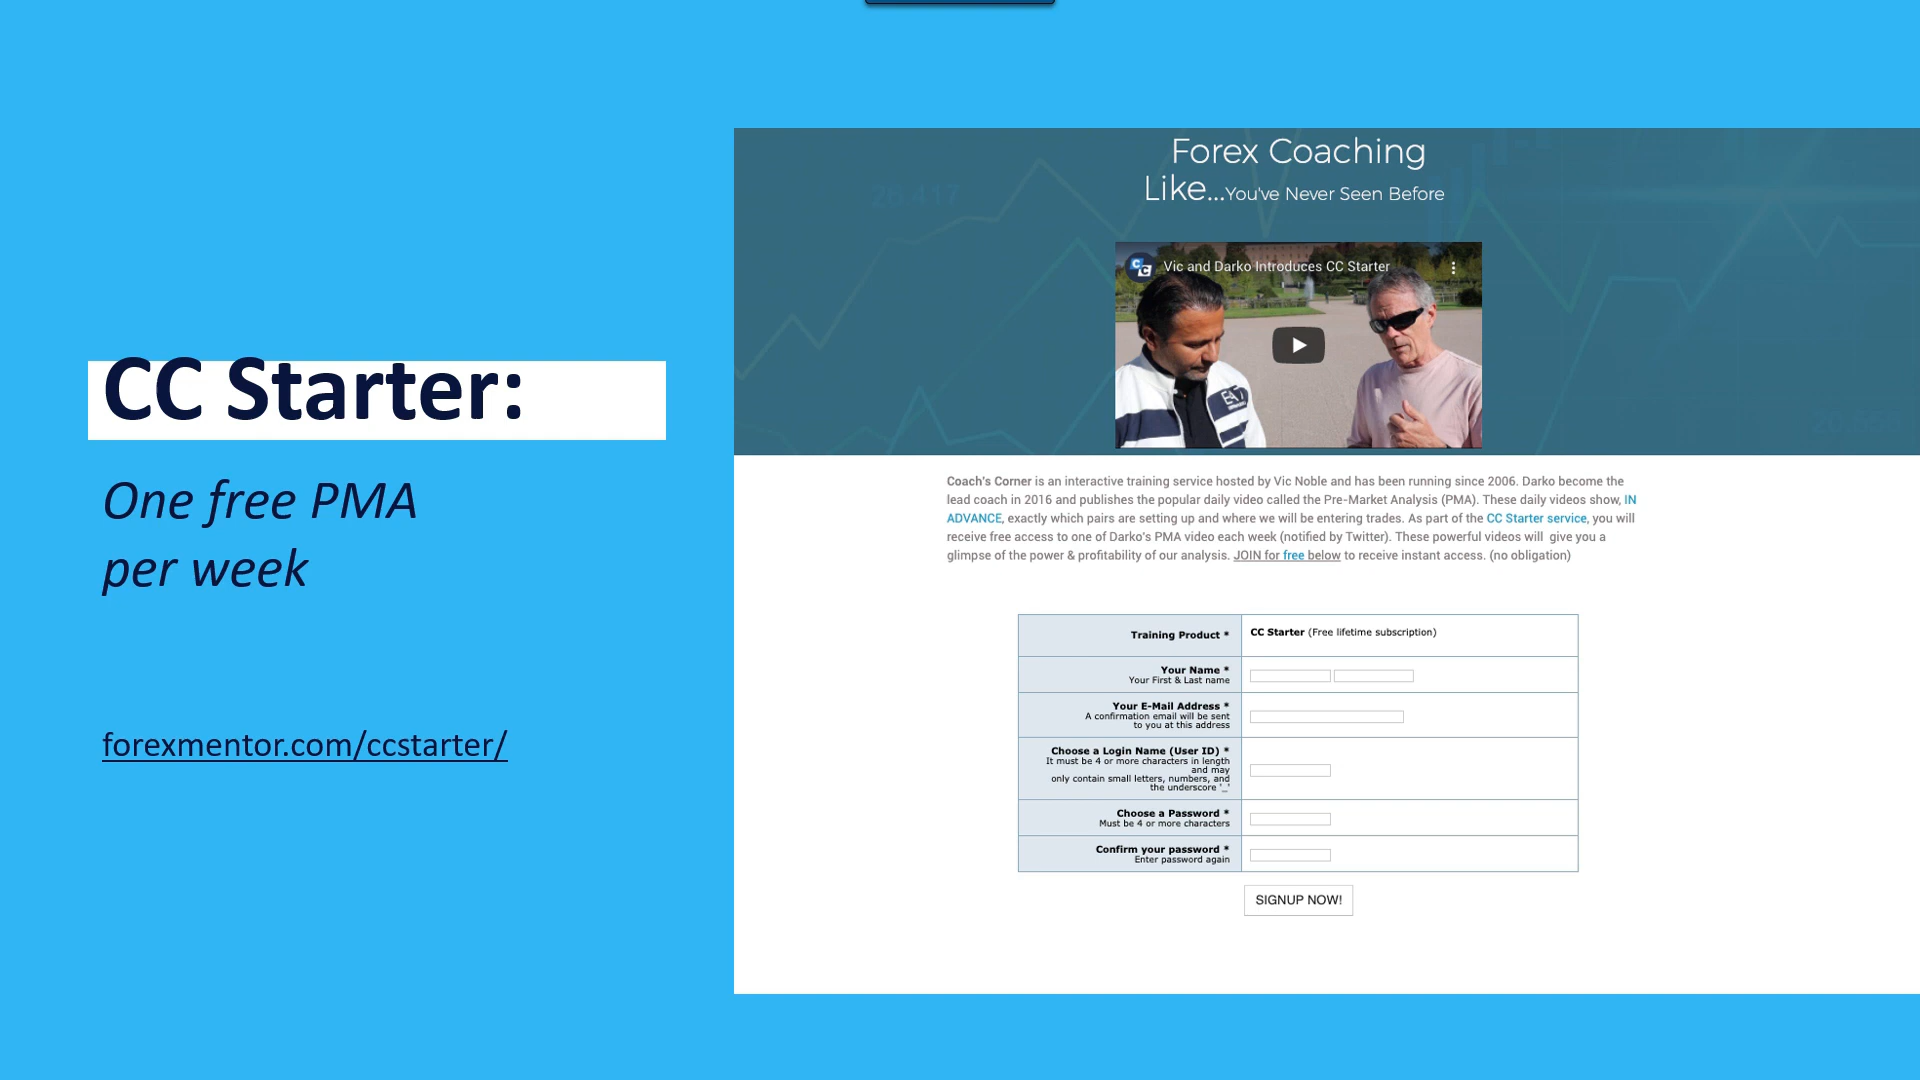 CC Starter:
One free PMA
per week
forexmentor.com/ccstarter/
Forex Coaching
Like...You've Never Seen Before
Vic and Darko Introduces CC Starter
Coach's Corner is an interactive training service hosted by Vic Noble and has been running since 2006. Darko become the
lead coach in 2016 and publishes the popular daily video called the Pre-Market Analysis (PMA). These daily videos show, IN
ADVANCE, exactly which pairs are setting up and where we will be entering trades. As part of the CC Starter service, you will
receive free access to one of Darko's PMA video each week (notified by Twitter). These powerful videos will give you a
glimpse of the power & profitability of our analysis. JOIN for free below to receive instant access. (no obligation)
Training Product *
CC Starter (Free lifetime subscription)
Your Name *
Your First & Last name
Your E-Mail Address *
A confirmation email will be sent
to you at this address
Choose a Login Name (User ID) *
It must be 4 or more characters in length
and may
only contain small letters, numbers, and
the underscore '_'
Choose a Password *
Must be 4 or more characters
Confirm your password *
Enter password again
SIGNUP NOW!